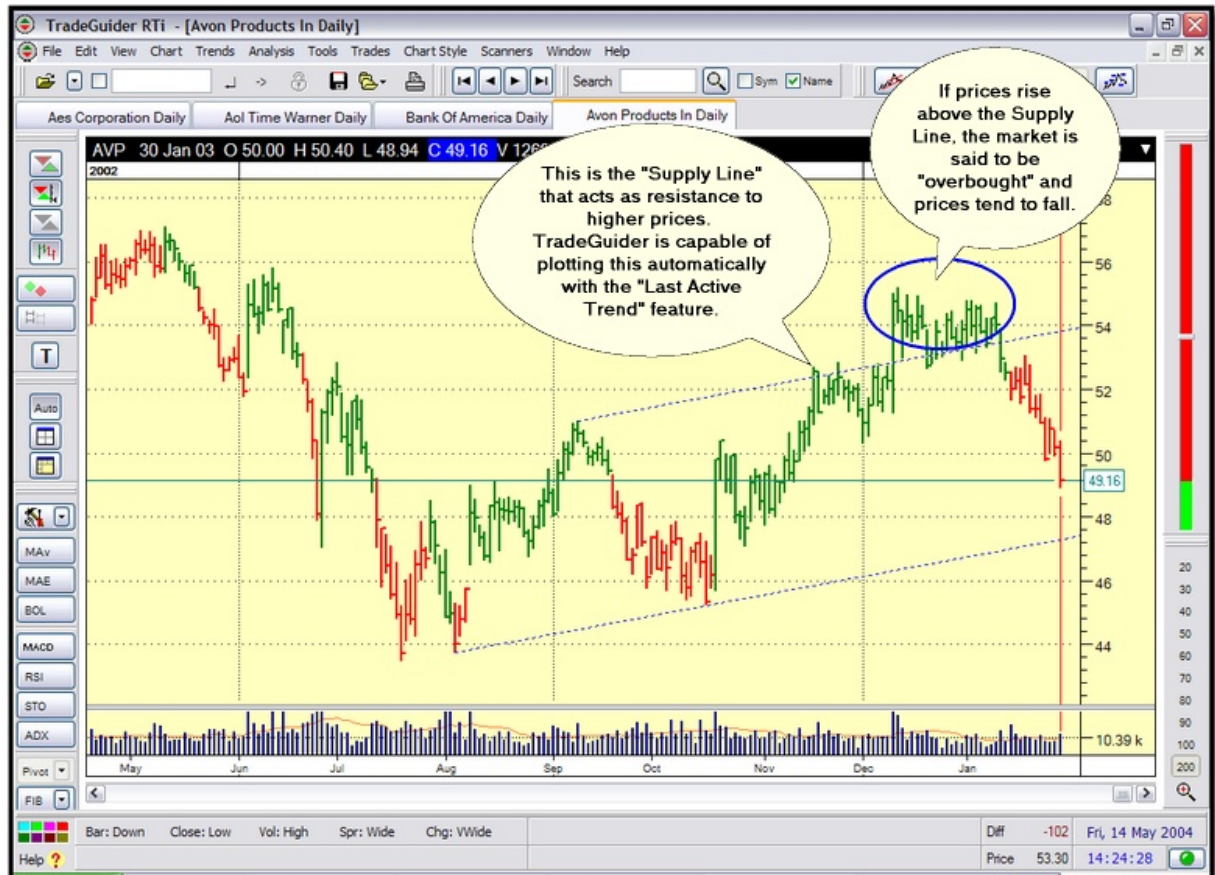 TradeGuider RTi - [Avon Products In Daily]
File Edit View Chart Trends Analysis Tools Trades Chart Style Scanners Window Help
Search Sym Name
Aes Corporation Daily Aol Time Warner Daily Bank Of America Daily Avon Products In Daily
AVP 30 Jan 03 O 50.00 H 50.40 L 48.94 C 49.16
2002
This is the "Supply Line"
that acts as resistance to
higher prices.
TradeGuider is capable of
plotting this automatically
with the "Last Active
Trend" feature.
If prices rise
above the Supply
Line, the market is
said to be
"overbought" and
prices tend to fall.
56
54
52
50
49.16
48
46
44
10.39 k
T
Auto
MAv
MAE
BOL
MACD
RSI
STO
ADX
Pivot
FIB
20
30
40
50
60
70
80
90
100
200
May Jun Jul Aug Sep Oct Nov Dec Jan
Bar: Down Close: Low Vol: High Spr: Wide Chg: VWide Diff -102 Fri, 14 May 2004
Help ? Price 53.30 14:24:28